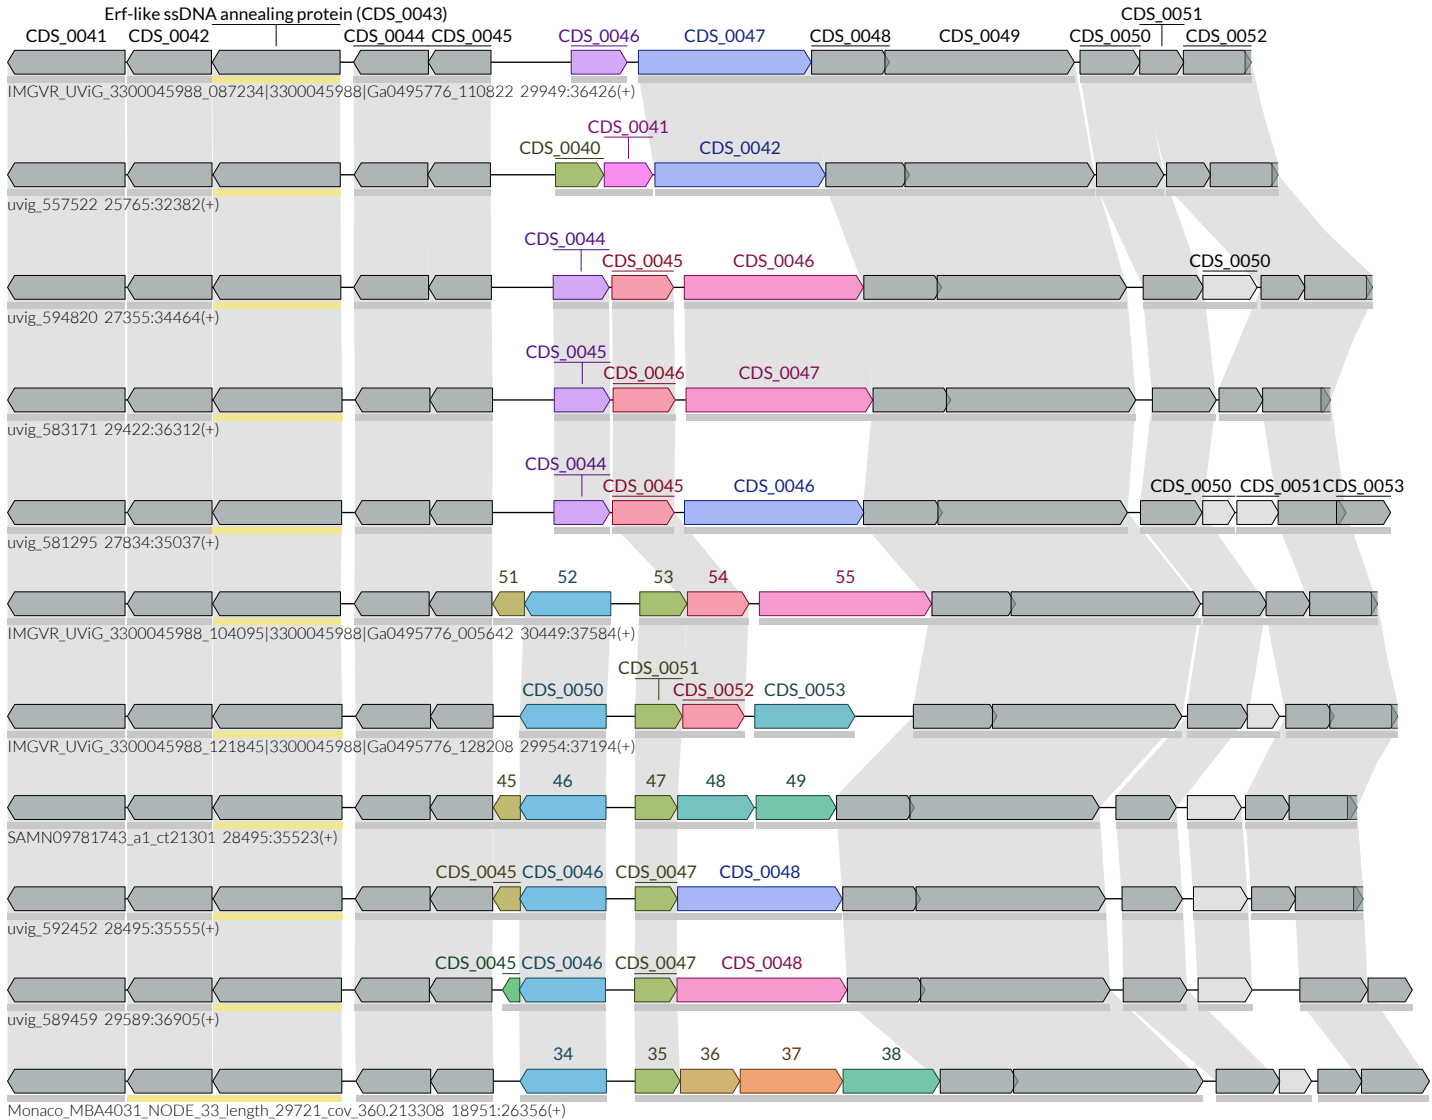 Erf-like ssDNA annealing protein (CDS_0043) CDS_0051
CDS_0041 CDS_0042 CDS_0044 CDS_0045 CDS_0046 CDS_0047 CDS_0048 CDS_0049 CDS_0050 CDS_0052
IMGVR_UViG_3300045988_087234|3300045988|Ga0495776_110822 29949:36426(+)
CDS_0041
CDS_0040 CDS_0042
uvig_557522 25765:32382(+)
CDS_0044
CDS_0045 CDS_0046 CDS_0050
uvig_594820 27355:34464(+)
CDS_0045
CDS_0046 CDS_0047
uvig_583171 29422:36312(+)
CDS_0044
CDS_0045 CDS_0046 CDS_0050 CDS_0051 CDS_0053
uvig_581295 27834:35037(+)
51 52 53 54 55
IMGVR_UViG_3300045988_104095|3300045988|Ga0495776_005642 30449:37584(+)
CDS_0051
CDS_0050 CDS_0052 CDS_0053
IMGVR_UViG_3300045988_121845|3300045988|Ga0495776_128208 29954:37194(+)
45 46 47 48 49
SAMN09781743_a1_ct21301 28495:35523(+)
CDS_0045 CDS_0046 CDS_0047 CDS_0048
uvig_592452 28495:35555(+)
CDS_0045 CDS_0046 CDS_0047 CDS_0048
uvig_589459 29589:36905(+)
34 35 36 37 38
Monaco_MBA4031_NODE_33_length_29721_cov_360.213308 18951:26356(+)